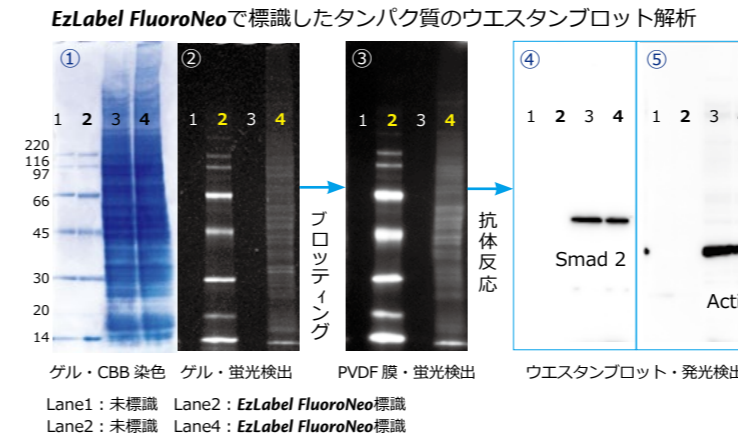 EzLabel FluoroNeoで標識したタンパク質のウエスタンブロット解析
① ② ③ ④ ⑤
1 2 3 4 1 2 3 4 1 2 3 4 1 2 3 4 1 2 3
220
116
97
66
45
30
20
14
ブロッティング
抗体反応
Smad 2
Acti
ゲル・CBB 染色 ゲル・蛍光検出 PVDF 膜・蛍光検出 ウエスタンブロット・発光検出
Lane1：未標識 Lane2：EzLabel FluoroNeo標識
Lane2：未標識 Lane4：EzLabel FluoroNeo標識